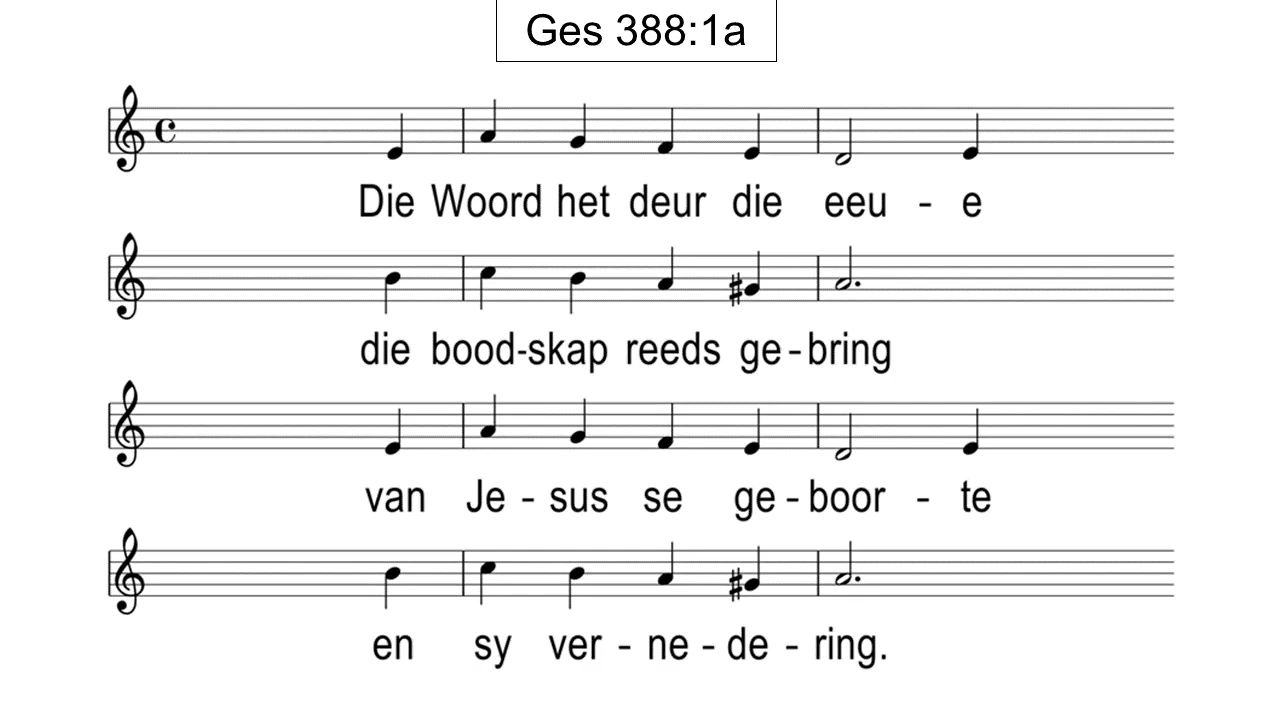 Ges 388:1a
Die Woord het deur die eeu - e
die bood-skap reeds ge-bring
van Je - sus se ge-boor - te
en sy ver - ne - de - ring.